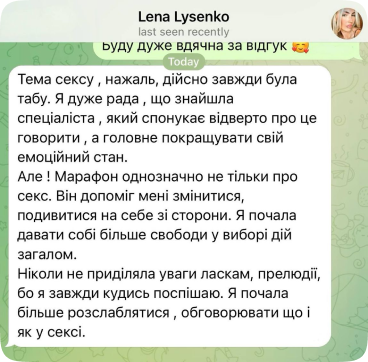 Lena Lysenko
last seen recently
Буду дуже вдячна за відгук 🥰
Today
Тема сексу , нажаль, дійсно завжди була
табу. Я дуже рада , що знайшла
спеціаліста , який спонукає відверто про це
говорити , а головне покращувати свій
емоційний стан.
Але ! Марафон однозначно не тільки про
секс. Він допоміг мені змінитися,
подивитися на себе зі сторони. Я почала
давати собі більше свободи у виборі дій
загалом.
Ніколи не приділяла уваги ласкам, прелюдії,
бо я завжди кудись поспішаю. Я почала
більше розслаблятися , обговорювати що і
як у сексі.